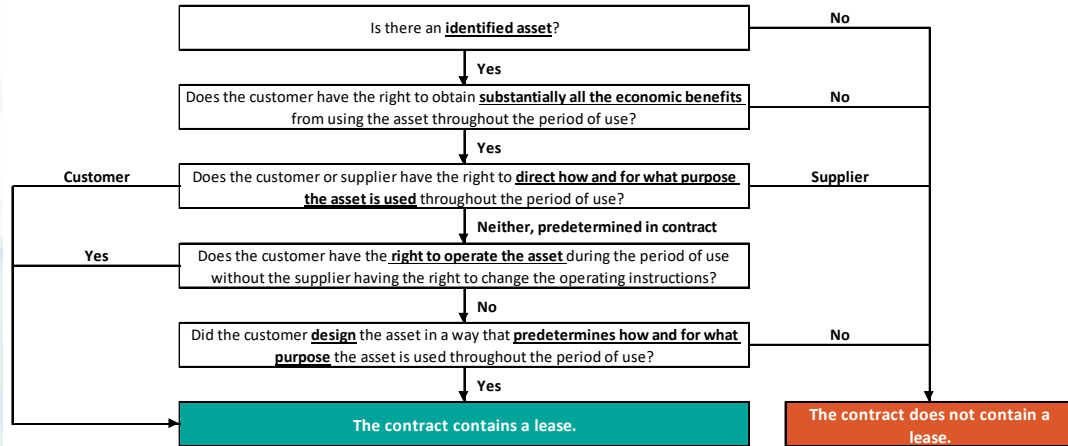 Is there an identified asset?
No
Yes
Does the customer have the right to obtain substantially all the economic benefits
from using the asset throughout the period of use?
No
Yes
Customer
Does the customer or supplier have the right to direct how and for what purpose
the asset is used throughout the period of use?
Supplier
Neither, predetermined in contract
Yes
Does the customer have the right to operate the asset during the period of use
without the supplier having the right to change the operating instructions?
No
Did the customer design the asset in a way that predetermines how and for what
purpose the asset is used throughout the period of use?
No
Yes
The contract contains a lease.
The contract does not contain a
lease.